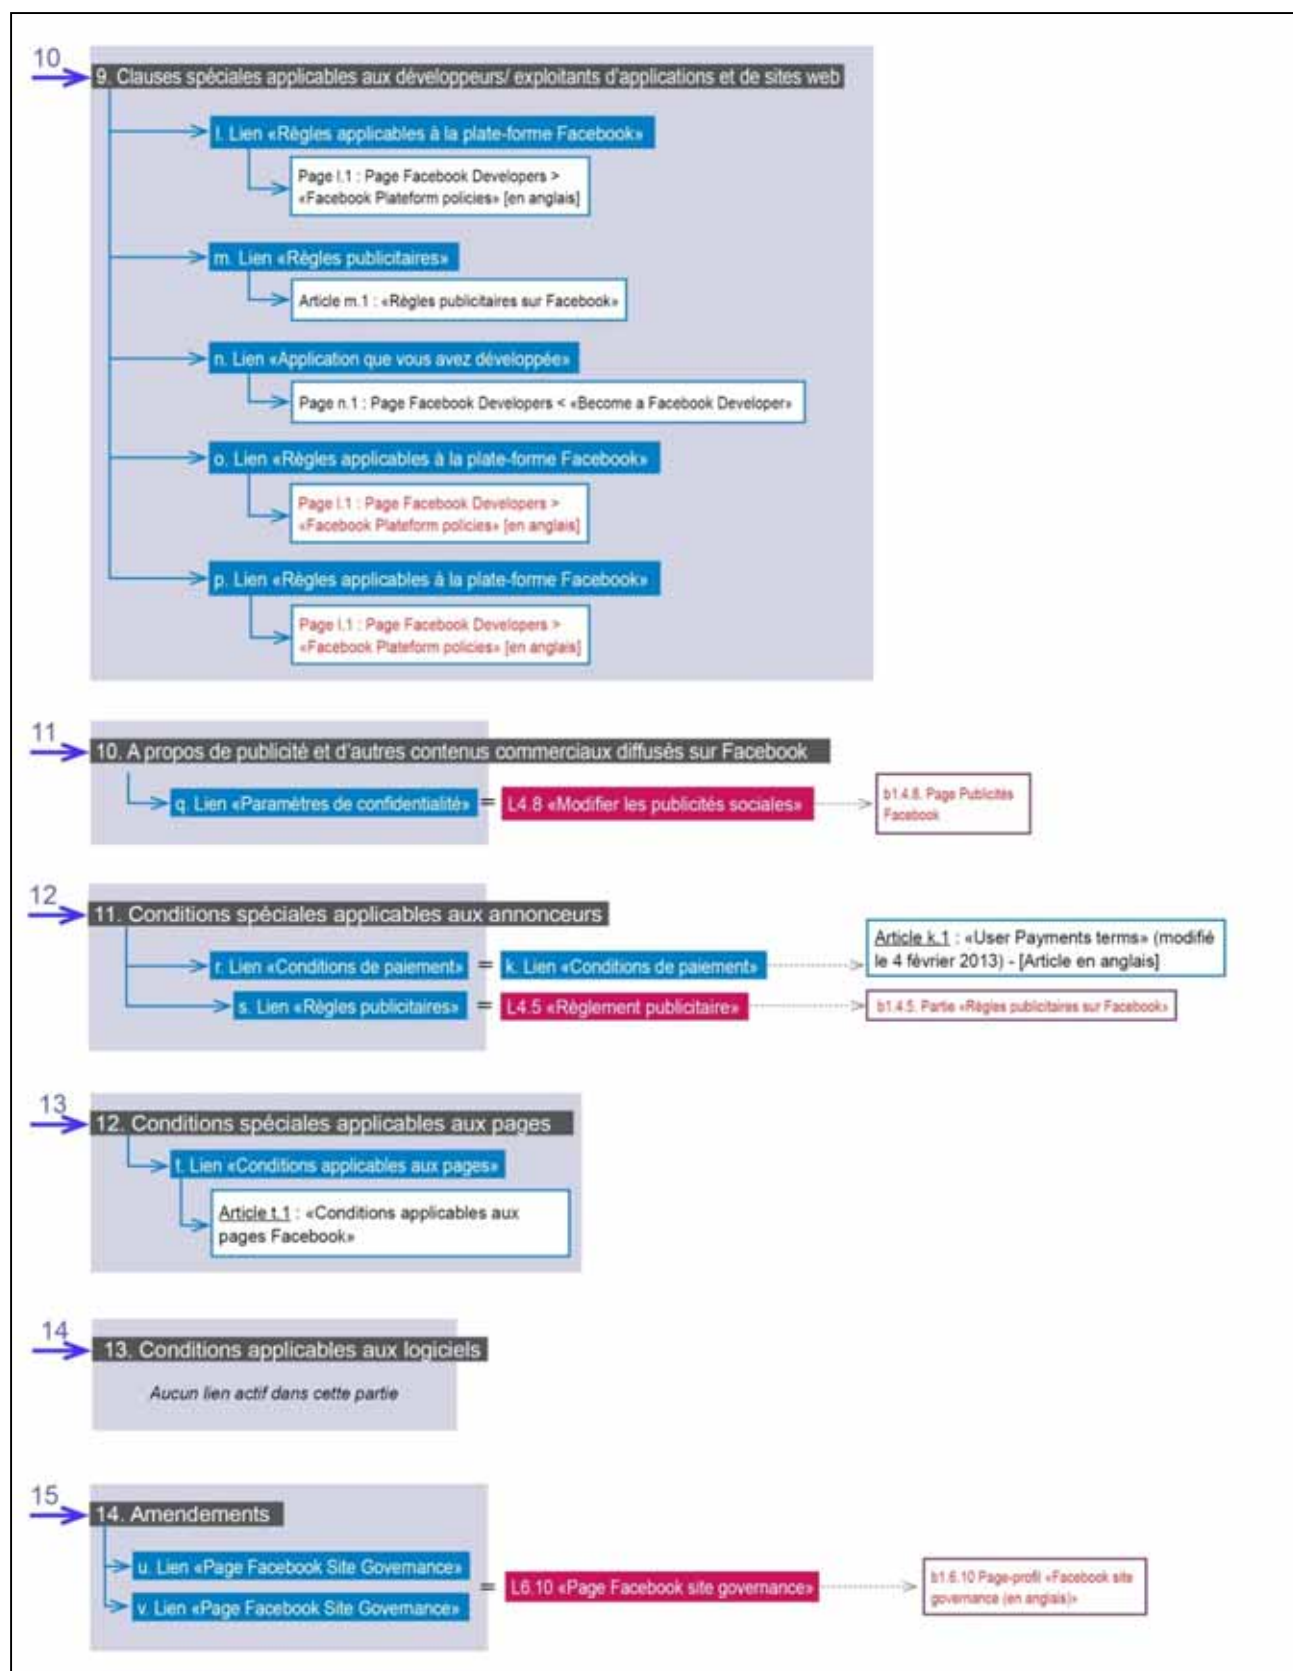 10
9. Clauses spéciales applicables aux développeurs/ exploitants d'applications et de sites web
l. Lien «Règles applicables à la plate-forme Facebook»
Page l.1 : Page Facebook Developers >
«Facebook Plateform policies» [en anglais]
m. Lien «Règles publicitaires»
Article m.1 : «Règles publicitaires sur Facebook»
n. Lien «Application que vous avez développée»
Page n.1 : Page Facebook Developers < «Become a Facebook Developer»
o. Lien «Règles applicables à la plate-forme Facebook»
Page l.1 : Page Facebook Developers >
«Facebook Plateform policies» [en anglais]
p. Lien «Règles applicables à la plate-forme Facebook»
Page l.1 : Page Facebook Developers >
«Facebook Plateform policies» [en anglais]
11
10. A propos de publicité et d'autres contenus commerciaux diffusés sur Facebook
q. Lien «Paramètres de confidentialité» = L4.8 «Modifier les publicités sociales»
b1.4.8. Page Publicités
Facebook
12
11. Conditions spéciales applicables aux annonceurs
r. Lien «Conditions de paiement» = k. Lien «Conditions de paiement»
Article k.1 : «User Payments terms» (modifié
le 4 février 2013) - [Article en anglais]
s. Lien «Règles publicitaires» = L4.5 «Règlement publicitaire»
b1.4.5. Partie «Règles publicitaires sur Facebook»
13
12. Conditions spéciales applicables aux pages
t. Lien «Conditions applicables aux pages»
Article t.1 : «Conditions applicables aux
pages Facebook»
14
13. Conditions applicables aux logiciels
Aucun lien actif dans cette partie
15
14. Amendements
u. Lien «Page Facebook Site Governance»
v. Lien «Page Facebook Site Governance»
= L6.10 «Page Facebook site governance»
b1.6.10 Page-profil «Facebook site
governance (en anglais)»